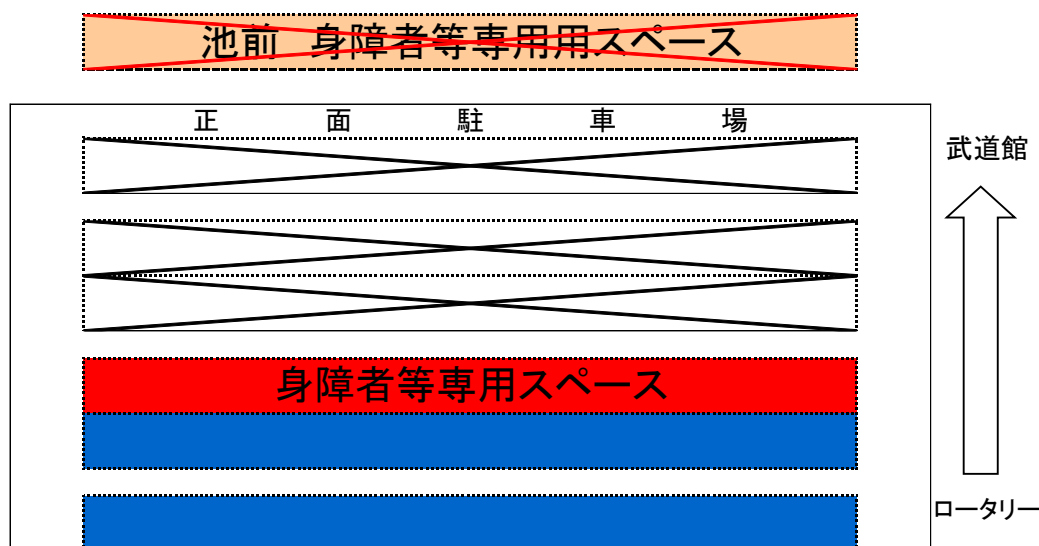 池前　身障者等専用用スペース
正　面　駐　車　場
武道館
身障者等専用スペース
ロータリー